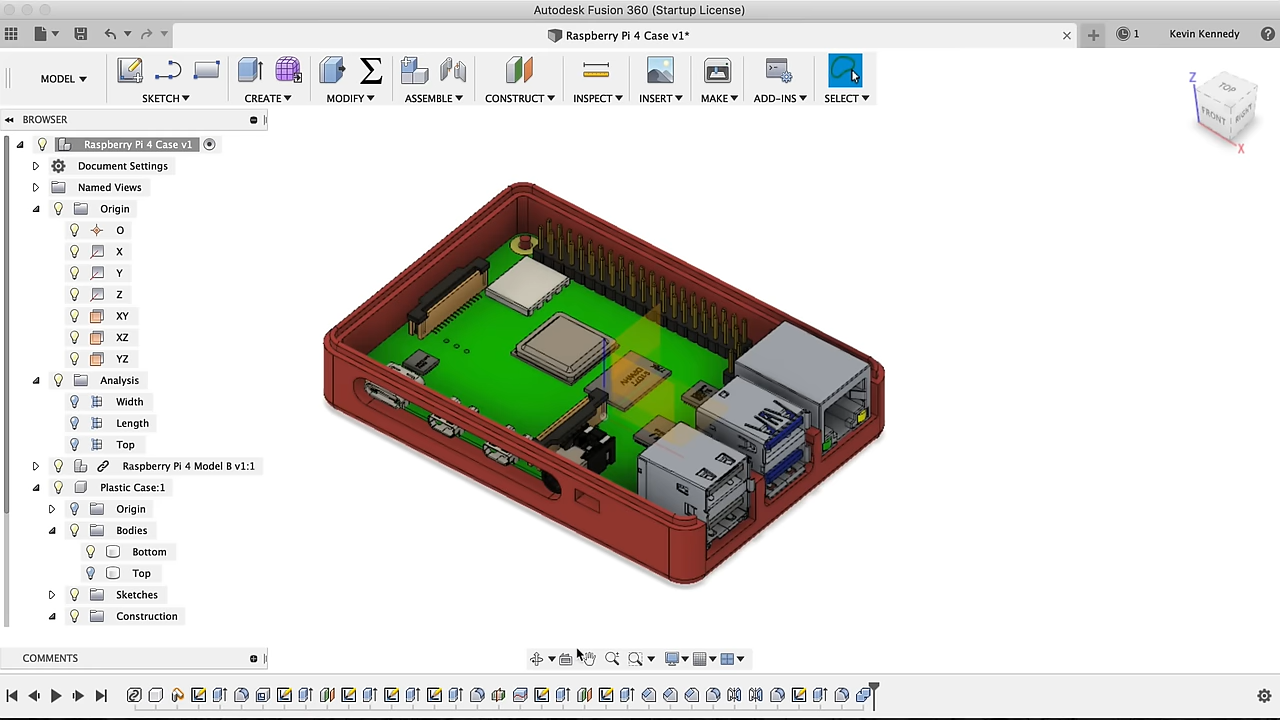 Autodesk Fusion 360 (Startup License)
Raspberry Pi 4 Case v1*
1
Kevin Kennedy
MODEL
SKETCH
CREATE
MODIFY
ASSEMBLE
CONSTRUCT
INSPECT
INSERT
MAKE
ADD-INS
SELECT
Z
TOP
FRONT
RIGHT
X
BROWSER
Raspberry Pi 4 Case v1
Document Settings
Named Views
Origin
O
X
Y
Z
XY
XZ
YZ
Analysis
Width
Length
Top
Raspberry Pi 4 Model B v1:1
Plastic Case:1
Origin
Bodies
Bottom
Top
Sketches
Construction
COMMENTS